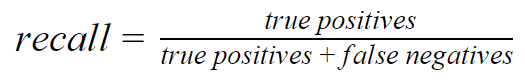 recall = true positives / true positives + false negatives